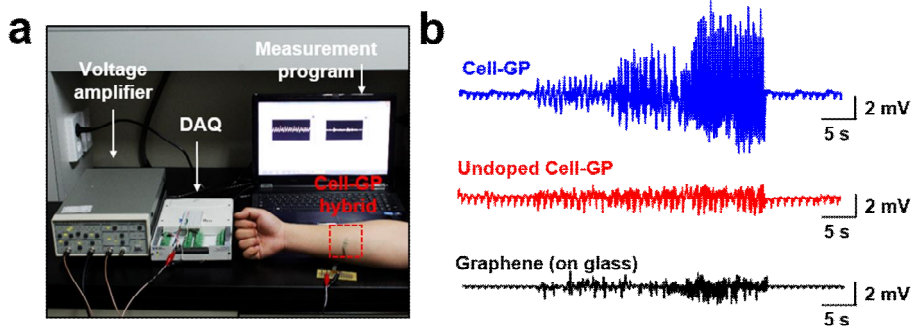 a
Measurement
program
Voltage
amplifier
DAQ
Cell-GP
hybrid
b
Cell-GP
2 mV
5 s
Undoped Cell-GP
2 mV
5 s
Graphene (on glass)
2 mV
5 s